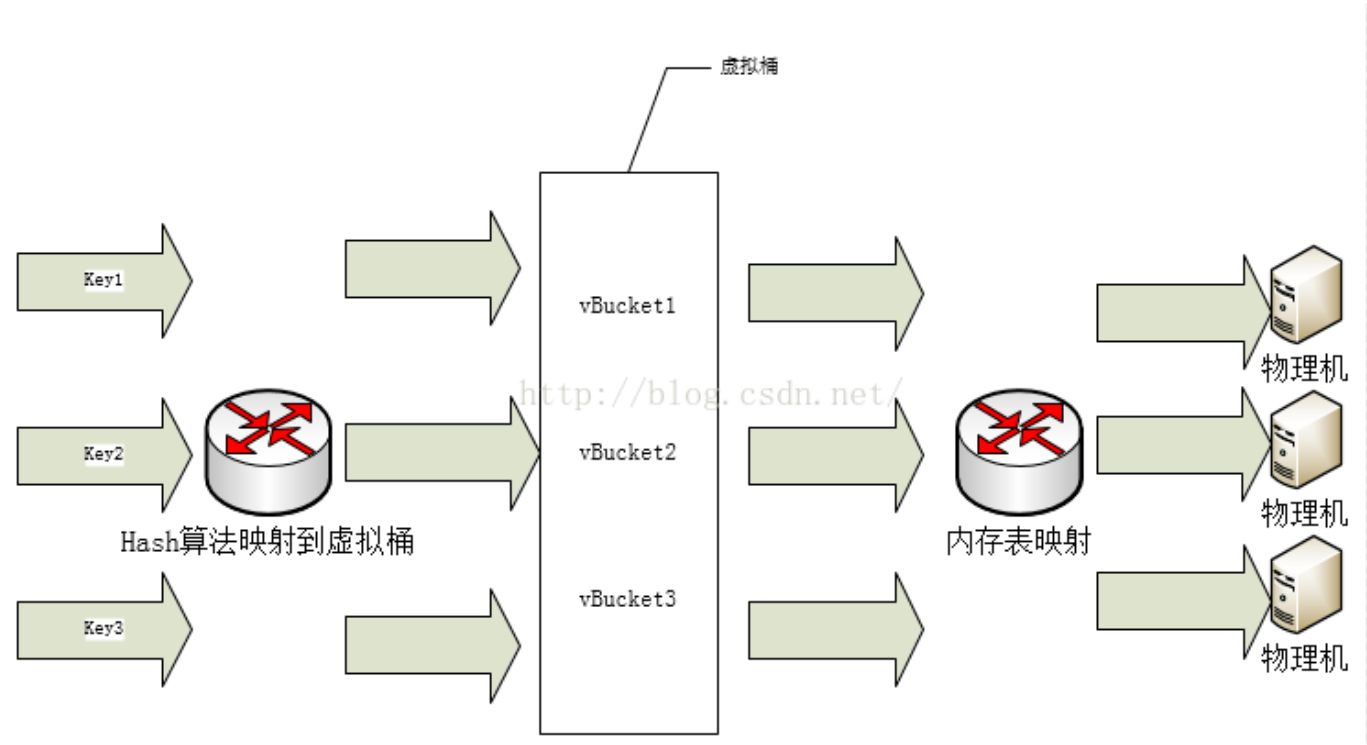 虚拟桶
Key1
vBucket1
物理机
http://blog.csdn.net/
Key2
vBucket2
物理机
Hash算法映射到虚拟桶
内存表映射
Key3
vBucket3
物理机